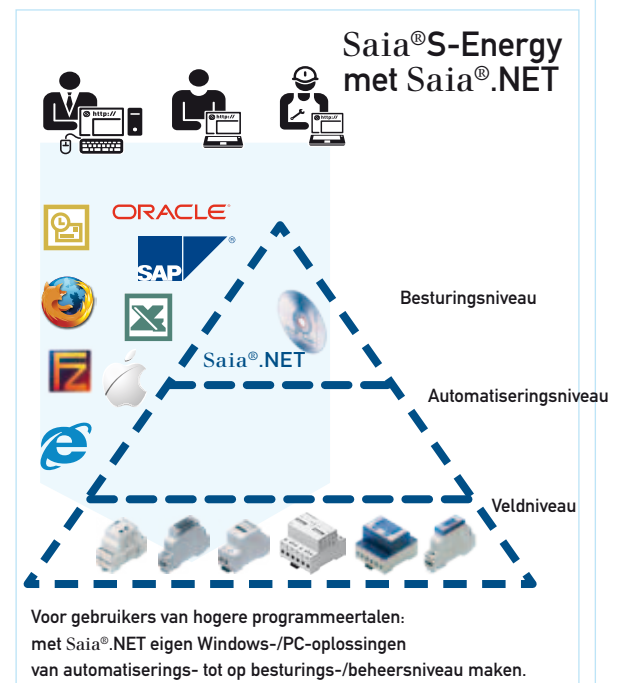 Saia®S-Energy
met Saia®.NET
http://
http://
http://
ORACLE
SAP®
Saia®.NET
Besturingsniveau
Automatiseringsniveau
Veldniveau
Voor gebruikers van hogere programmeertalen:
met Saia®.NET eigen Windows-/PC-oplossingen
van automatiserings- tot op besturings-/beheersniveau maken.